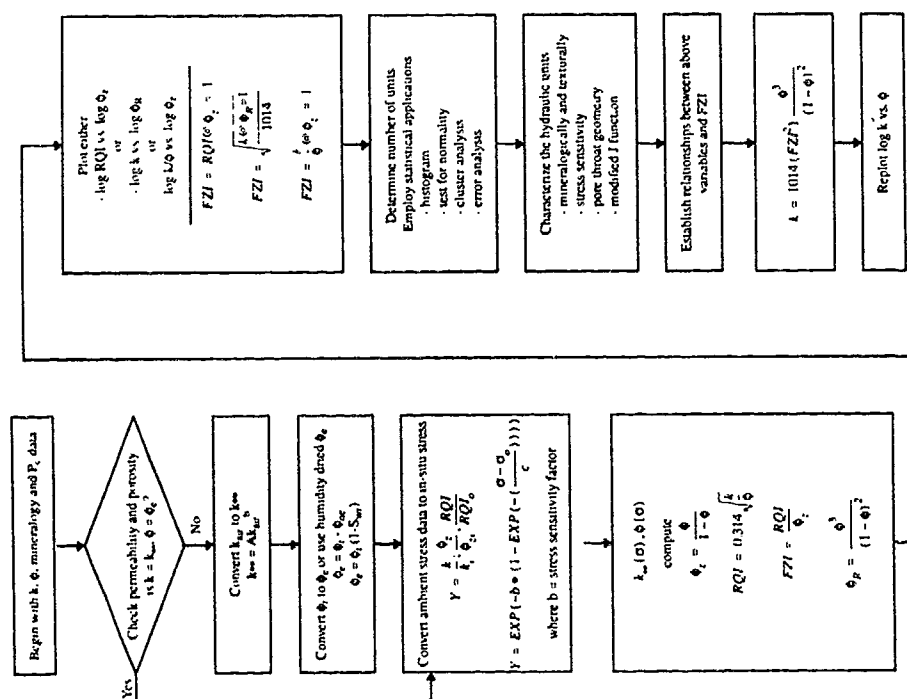 Begin with k, ϕ, mineralogy and Pc data
Check permeability and porosity
is k = k∞, ϕ = ϕe?
Yes
No
Convert kair to k∞
k∞ = Akair^b
Convert ϕt to ϕe or use humidity dried ϕe
ϕe = ϕt - ϕne
ϕe = ϕt (1-Swi)
Convert ambient stress data to in-situ stress
Y = k/ki ; ϕz/ϕzi , RQI/RQIo
Y = EXP(-b*(1 - EXP(-(σ-σo/c))))
where b = stress sensitivity factor
k∞(σ), ϕ(σ)
compute
ϕz = ϕ/(1-ϕ)
RQI = 0.314 √(k/ϕ)
FZI = RQI/ϕz
ϕR = ϕ^3/(1-ϕ)^2
Plot either
· log RQI vs log ϕz
or
· log k vs log ϕR
or
log k/ϕ vs log ϕz
FZI = RQI @ ϕz = 1
FZI = √(k @ ϕR = 1/1014)
FZI = k/ϕ @ ϕz = 1
Determine number of units
Employ statistical applications
· histogram
· test for normality
· cluster analysis
· error analysis
Characterize the hydraulic units
· mineralogically and texturally
· stress sensitivity
· pore throat geometry
· modified J function
Establish relationships between above
variables and FZI
k = 1014 (FZI^2) ϕ^3/(1-ϕ)^2
Replot log k vs. ϕ